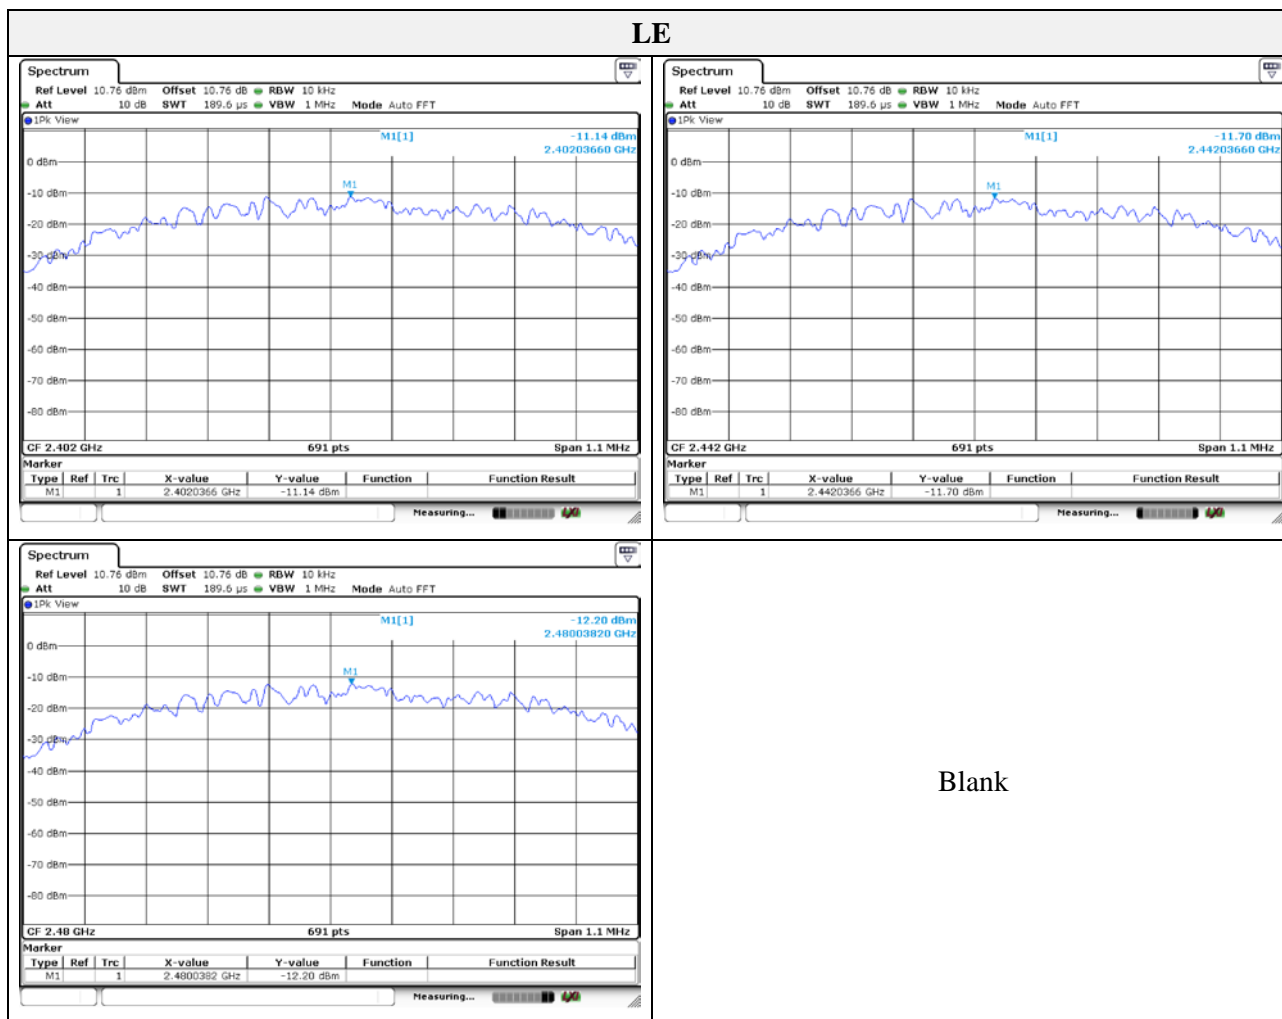 LE
Spectrum
Ref Level 10.76 dBm Offset 10.76 dB RBW 10 kHz
Att 10 dB SWT 189.6 µs VBW 1 MHz Mode Auto FFT
1Pk View
M1[1] -11.14 dBm
2.40203660 GHz
0 dBm
M1
-10 dBm
-20 dBm
-30 dBm
-40 dBm
-50 dBm
-60 dBm
-70 dBm
-80 dBm
CF 2.402 GHz 691 pts Span 1.1 MHz
Marker
Type Ref Trc X-value Y-value Function Function Result
M1 1 2.4020366 GHz -11.14 dBm
Measuring...
Spectrum
Ref Level 10.76 dBm Offset 10.76 dB RBW 10 kHz
Att 10 dB SWT 189.6 µs VBW 1 MHz Mode Auto FFT
1Pk View
M1[1] -11.70 dBm
2.44203660 GHz
0 dBm
M1
-10 dBm
-20 dBm
-30 dBm
-40 dBm
-50 dBm
-60 dBm
-70 dBm
-80 dBm
CF 2.442 GHz 691 pts Span 1.1 MHz
Marker
Type Ref Trc X-value Y-value Function Function Result
M1 1 2.4420366 GHz -11.70 dBm
Measuring...
Spectrum
Ref Level 10.76 dBm Offset 10.76 dB RBW 10 kHz
Att 10 dB SWT 189.6 µs VBW 1 MHz Mode Auto FFT
1Pk View
M1[1] -12.20 dBm
2.48003820 GHz
0 dBm
M1
-10 dBm
-20 dBm
-30 dBm
-40 dBm
-50 dBm
-60 dBm
-70 dBm
-80 dBm
CF 2.48 GHz 691 pts Span 1.1 MHz
Marker
Type Ref Trc X-value Y-value Function Function Result
M1 1 2.4800382 GHz -12.20 dBm
Measuring...
Blank